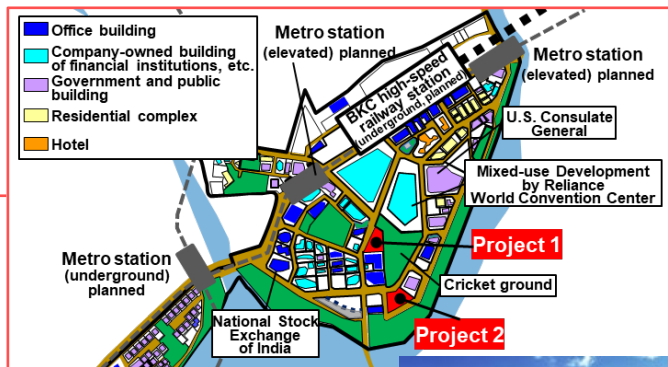 Office building
Company-owned building
of financial institutions, etc.
Government and public
building
Residential complex
Hotel
Metro station
(elevated) planned
BKC high-speed
railway station
(underground, planned)
Metro station
(elevated) planned
U.S. Consulate
General
Mixed-use Development
by Reliance
World Convention Center
Project 1
Metro station
(underground)
planned
Cricket ground
National Stock
Exchange
of India
Project 2